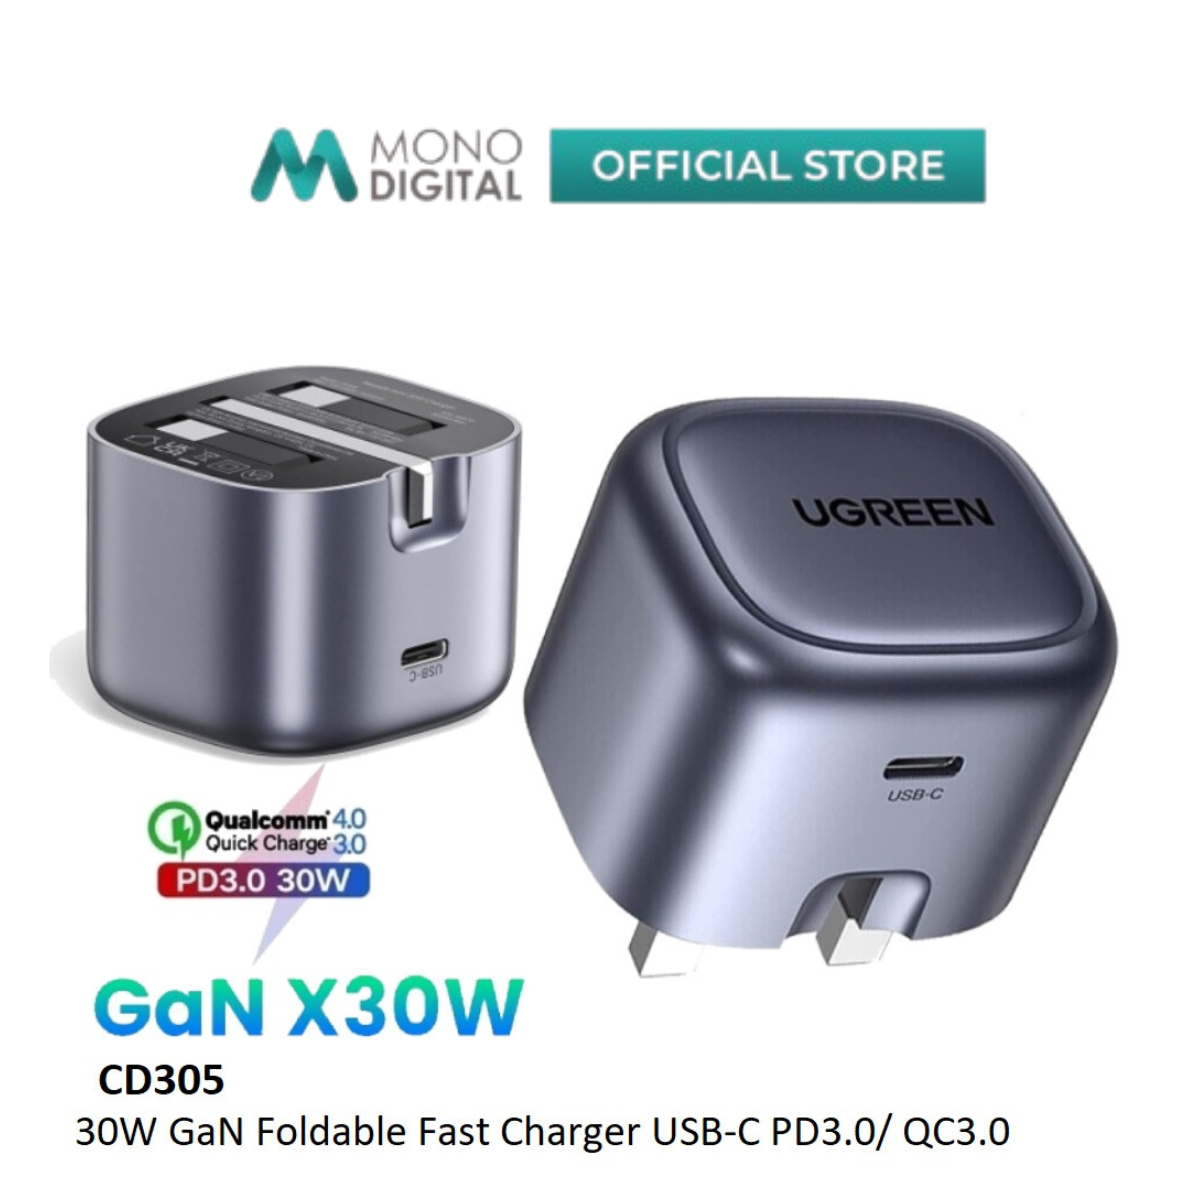 MONO
DIGITAL
OFFICIAL STORE
UGREEN
USB-C
USB-C
Qualcomm 4.0
Quick Charge 3.0
PD3.0 30W
GaN X30W
CD305
30W GaN Foldable Fast Charger USB-C PD3.0/ QC3.0